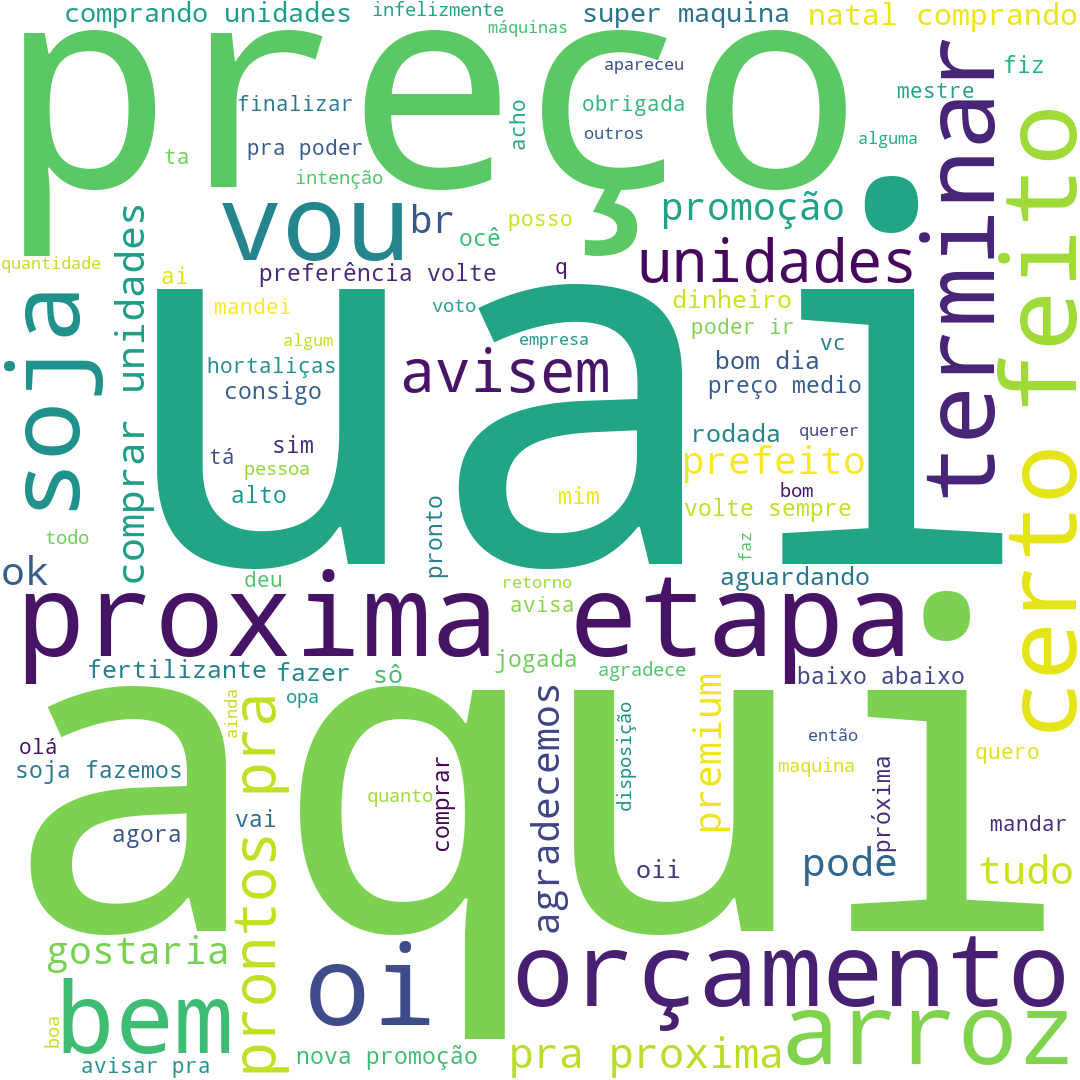 comprando unidades
infelizmente
super maquina
natal comprando
máquinas
preço
apareceu
fiz
finalizar
acho
obrigada
mestre
outros
alguma
pra poder
ta
intenção
terminar
certo feito
vou
br
posso
promoção
ocê
unidades
quantidade
ai
preferência volte
q
soja
comprar unidades
mandei
voto
dinheiro
uai
poder ir
algum
empresa
vc
hortaliças
avisem
bom dia
consigo
preço medio
sim
rodada
querer
tá
pessoa
prefeito
alto
mim
bom
pronto
volte sempre
todo
faz
ok
deu
retorno
aguardando
proxima etapa
avisa
fertilizante
fazer
sô
jogada
agradece
baixo abaixo
opa
ainda
aqui
prontos pra
agradecemos
disposição
premium
olá
então
quero
soja fazemos
maquina
quanto
comprar
próxima
agora
vai
mandar
oii
pode
tudo
gostaria
oi
orçamento
bem
arroz
boa
nova promoção
pra proxima
avisar pra